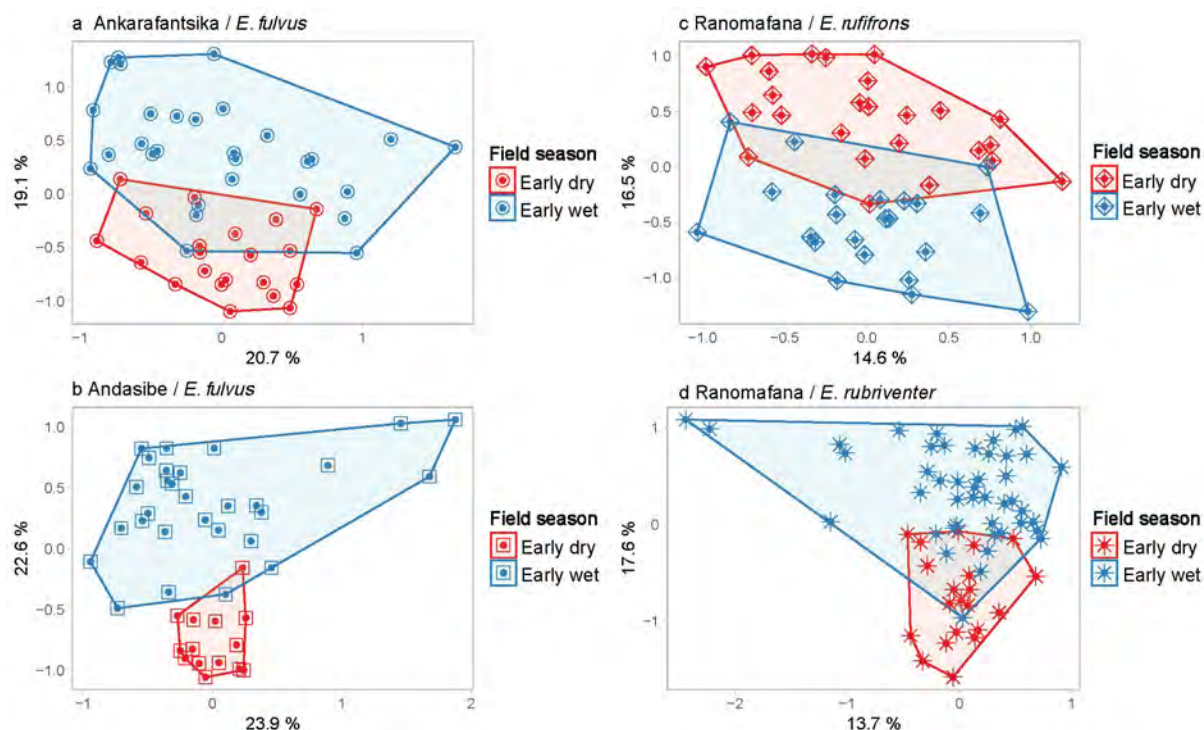 a Ankarafantsika / E. fulvus
1.0
0.5
0.0
−0.5
−1.0
19.1 %
−1
0
1
20.7 %
Field season
Early dry
Early wet
c Ranomafana / E. rufifrons
1.0
0.5
0.0
−0.5
−1.0
16.5 %
−1.0
−0.5
0.0
0.5
1.0
14.6 %
Field season
Early dry
Early wet
b Andasibe / E. fulvus
1.0
0.5
0.0
−0.5
−1.0
22.6 %
−1
0
1
2
23.9 %
Field season
Early dry
Early wet
d Ranomafana / E. rubriventer
1
0
−1
17.6 %
−2
−1
0
1
13.7 %
Field season
Early dry
Early wet